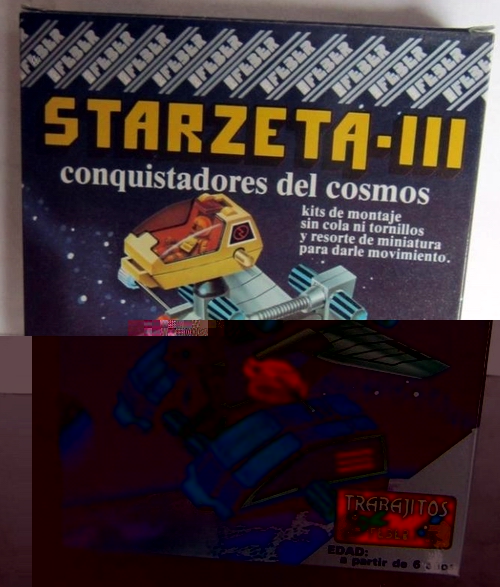 STARZETA-III
conquistadores del cosmos
kits de montaje
sin cola ni tornillos
y resorte de miniatura
para darle movimiento.
TRABAJITOS
EDAD:
a partir de 6 años